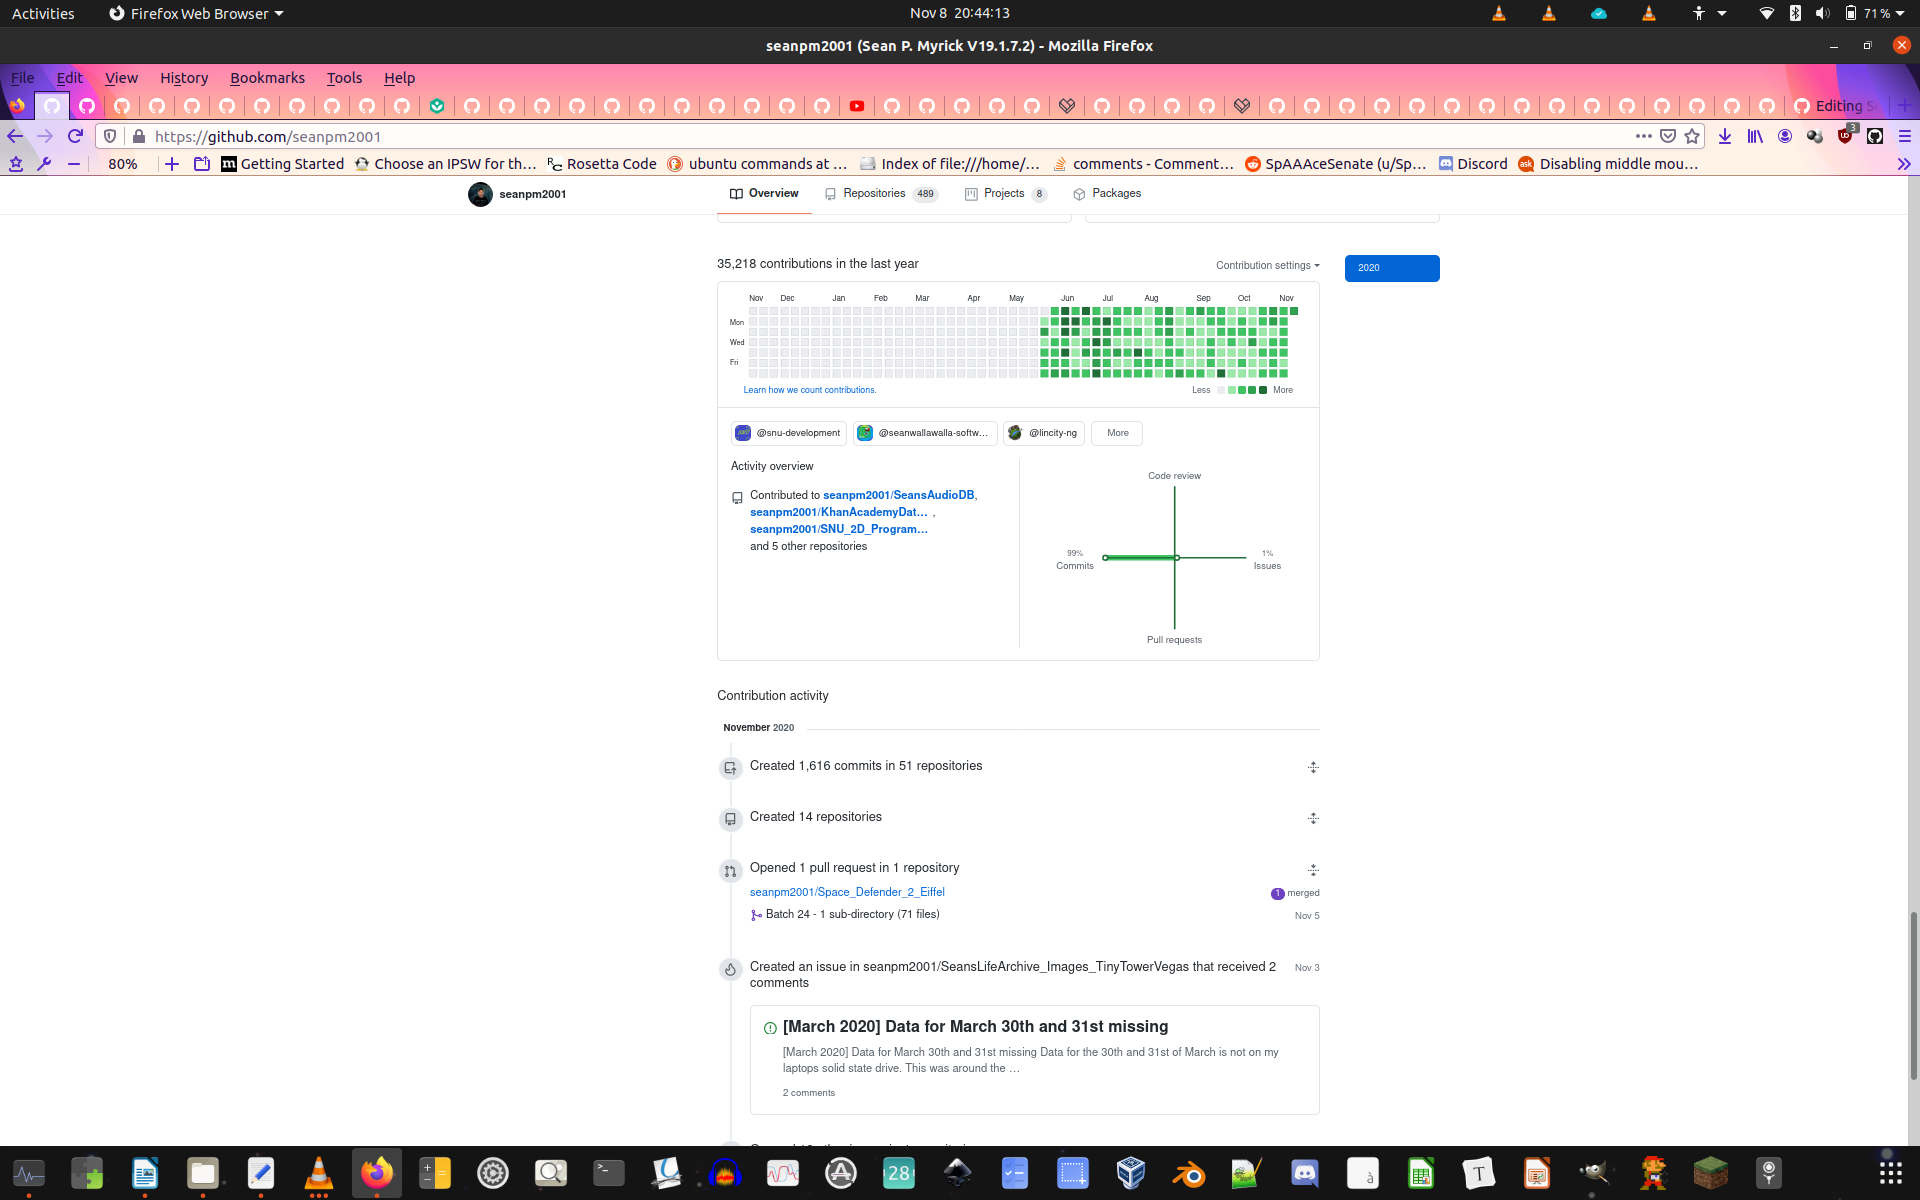 Activities
Firefox Web Browser
Nov 8 20:44:13
71 %
seanpm2001 (Sean P. Myrick V19.1.7.2) - Mozilla Firefox
File Edit View History Bookmarks Tools Help
Editing
https://github.com/seanpm2001
3
80%
Getting Started
Choose an IPSW for th…
Rosetta Code
ubuntu commands at …
Index of file:///home/…
comments - Comment…
SpAAAceSenate (u/Sp…
Discord
Disabling middle mou…
seanpm2001
Overview
Repositories 489
Projects 8
Packages
35,218 contributions in the last year
Contribution settings
2020
Nov Dec Jan Feb Mar Apr May Jun Jul Aug Sep Oct Nov
Mon
Wed
Fri
Learn how we count contributions.
Less More
@snu-development
@seanwallawalla-softw…
@lincity-ng
More
Activity overview
Contributed to seanpm2001/SeansAudioDB,
seanpm2001/KhanAcademyDat… ,
seanpm2001/SNU_2D_Program…
and 5 other repositories
Code review
99%
Commits
1%
Issues
Pull requests
Contribution activity
November 2020
Created 1,616 commits in 51 repositories
Created 14 repositories
Opened 1 pull request in 1 repository
seanpm2001/Space_Defender_2_Eiffel
1 merged
Batch 24 - 1 sub-directory (71 files)
Nov 5
Created an issue in seanpm2001/SeansLifeArchive_Images_TinyTowerVegas that received 2
comments
Nov 3
[March 2020] Data for March 30th and 31st missing
[March 2020] Data for March 30th and 31st missing Data for the 30th and 31st of March is not on my
laptops solid state drive. This was around the …
2 comments
28